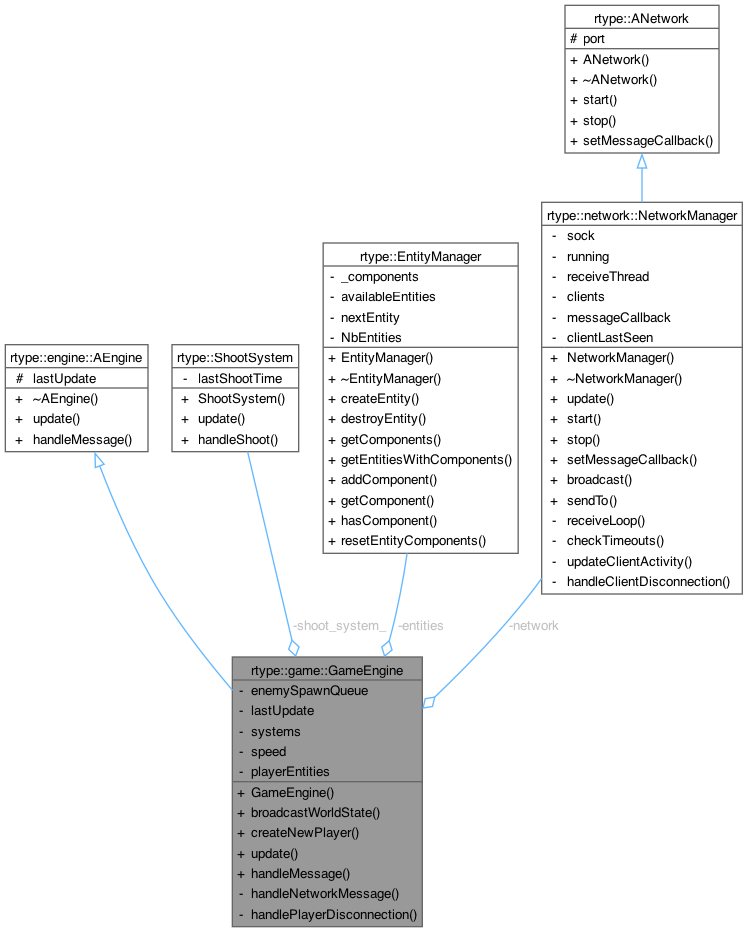 rtype::ANetwork
# port
+ ANetwork()
+ ~ANetwork()
+ start()
+ stop()
+ setMessageCallback()
rtype::network::NetworkManager
- sock
- running
- receiveThread
- clients
- messageCallback
- clientLastSeen
+ NetworkManager()
+ ~NetworkManager()
+ update()
+ start()
+ stop()
+ setMessageCallback()
+ broadcast()
+ sendTo()
- receiveLoop()
- checkTimeouts()
- updateClientActivity()
- handleClientDisconnection()
rtype::EntityManager
- _components
- availableEntities
- nextEntity
- NbEntities
+ EntityManager()
+ ~EntityManager()
+ createEntity()
+ destroyEntity()
+ getComponents()
+ getEntitiesWithComponents()
+ addComponent()
+ getComponent()
+ hasComponent()
+ resetEntityComponents()
rtype::engine::AEngine
# lastUpdate
+ ~AEngine()
+ update()
+ handleMessage()
rtype::ShootSystem
- lastShootTime
+ ShootSystem()
+ update()
+ handleShoot()
-shoot_system_
-entities
-network
rtype::game::GameEngine
- enemySpawnQueue
- lastUpdate
- systems
- speed
- playerEntities
+ GameEngine()
+ broadcastWorldState()
+ createNewPlayer()
+ update()
+ handleMessage()
- handleNetworkMessage()
- handlePlayerDisconnection()